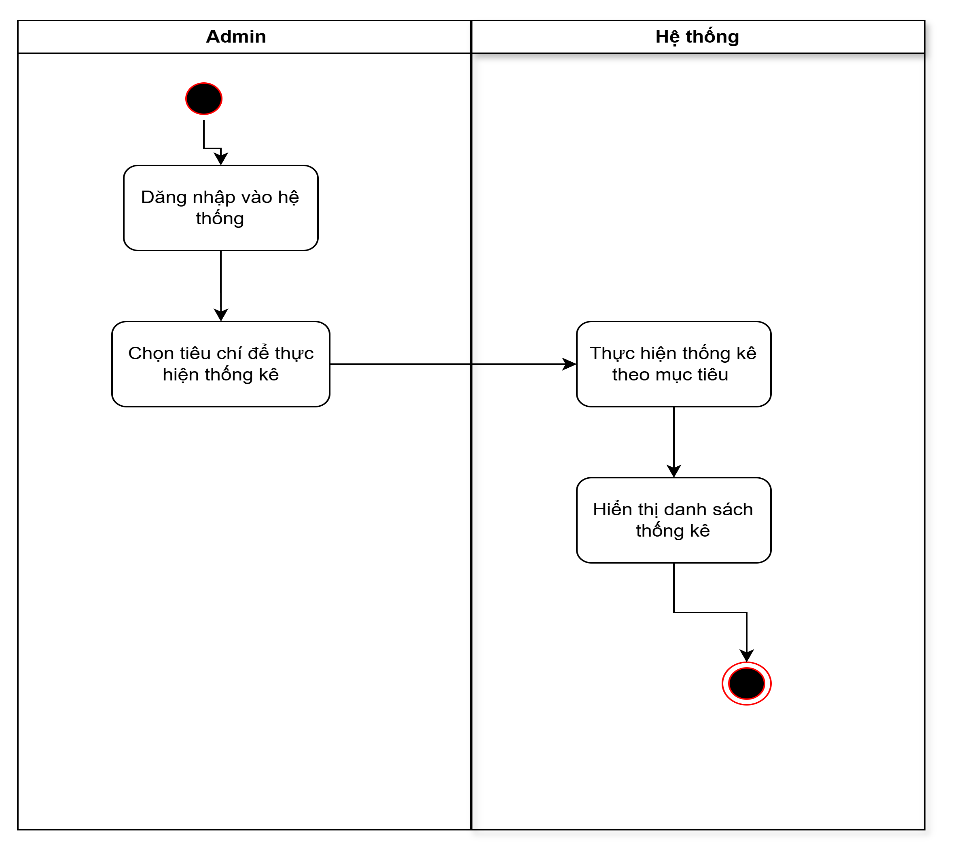 Admin
Hệ thống
Dăng nhập vào hệ
thống
Chọn tiêu chí để thực
hiện thống kê
Thực hiện thống kê
theo mục tiêu
Hiển thị danh sách
thống kê